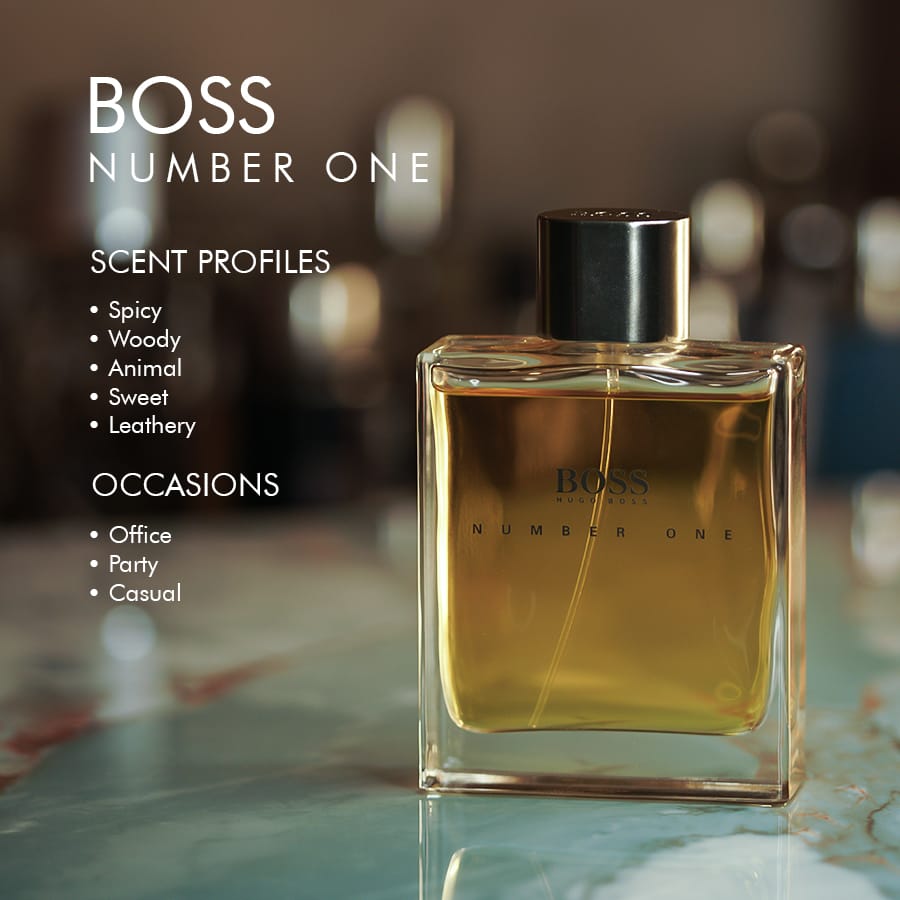 BOSS
NUMBER ONE
SCENT PROFILES
• Spicy
• Woody
• Animal
• Sweet
• Leathery
OCCASIONS
• Office
• Party
• Casual
BOSS
HUGO BOSS
NUMBER ONE